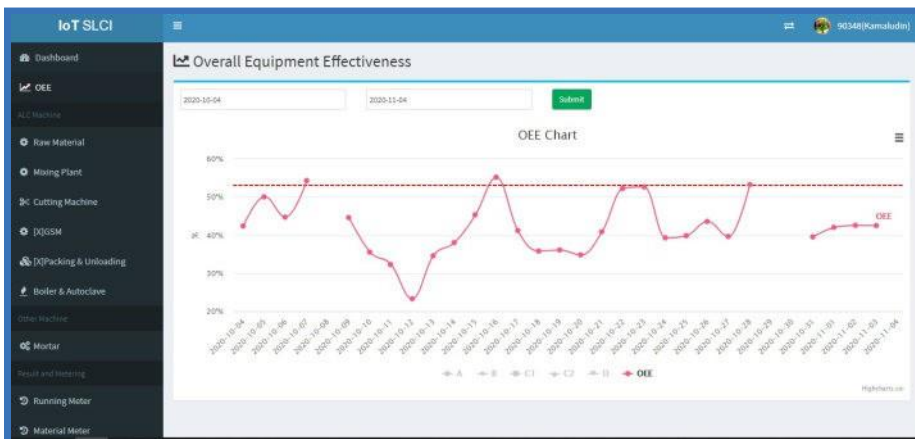 IoT SLCI
90348(Kamaludin)
Dashboard
OEE
ALC Machine
Raw Material
Mixing Plant
Cutting Machine
[X]GSM
[X]Packing & Unloading
Boiler & Autoclave
Other Machine
Mortar
Result and Metering
Running Meter
Material Meter
Overall Equipment Effectiveness
2020-10-04
2020-11-04
Submit
OEE Chart
60%
50%
40%
30%
20%
%
OEE
2020-10-04
2020-10-05
2020-10-06
2020-10-07
2020-10-08
2020-10-09
2020-10-10
2020-10-11
2020-10-12
2020-10-13
2020-10-14
2020-10-15
2020-10-16
2020-10-17
2020-10-18
2020-10-19
2020-10-20
2020-10-21
2020-10-22
2020-10-23
2020-10-24
2020-10-25
2020-10-26
2020-10-27
2020-10-28
2020-10-29
2020-10-30
2020-10-31
2020-11-01
2020-11-02
2020-11-03
2020-11-04
A B C1 C2 D OEE
Highcharts.com